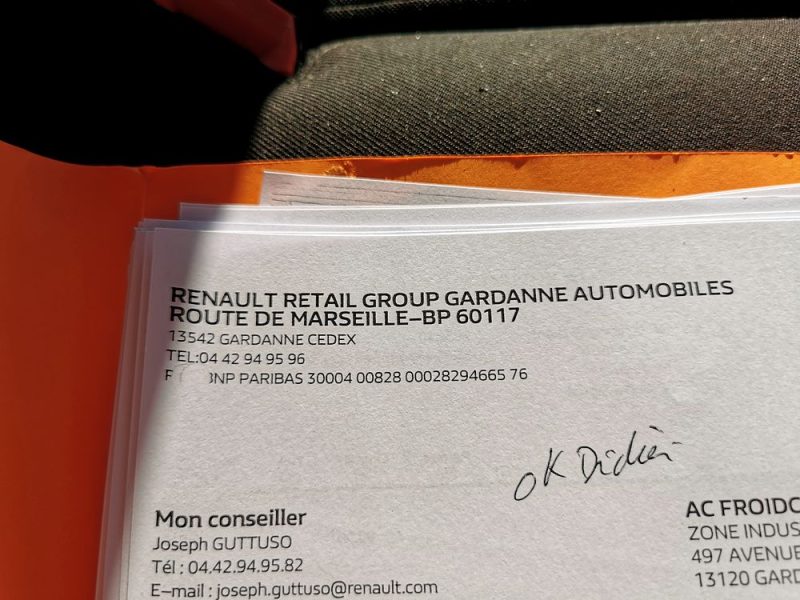 RENAULT RETAIL GROUP GARDANNE AUTOMOBILES
ROUTE DE MARSEILLE–BP 60117
13542 GARDANNE CEDEX
TEL:04 42 94 95 96
BNP PARIBAS 30004 00828 00028294665 76
OK Didier
Mon conseiller
Joseph GUTTUSO
Tél : 04.42.94.95.82
E-mail : joseph.guttuso@renault.com
AC FROID
ZONE INDUS
497 AVENUE
13120 GARD